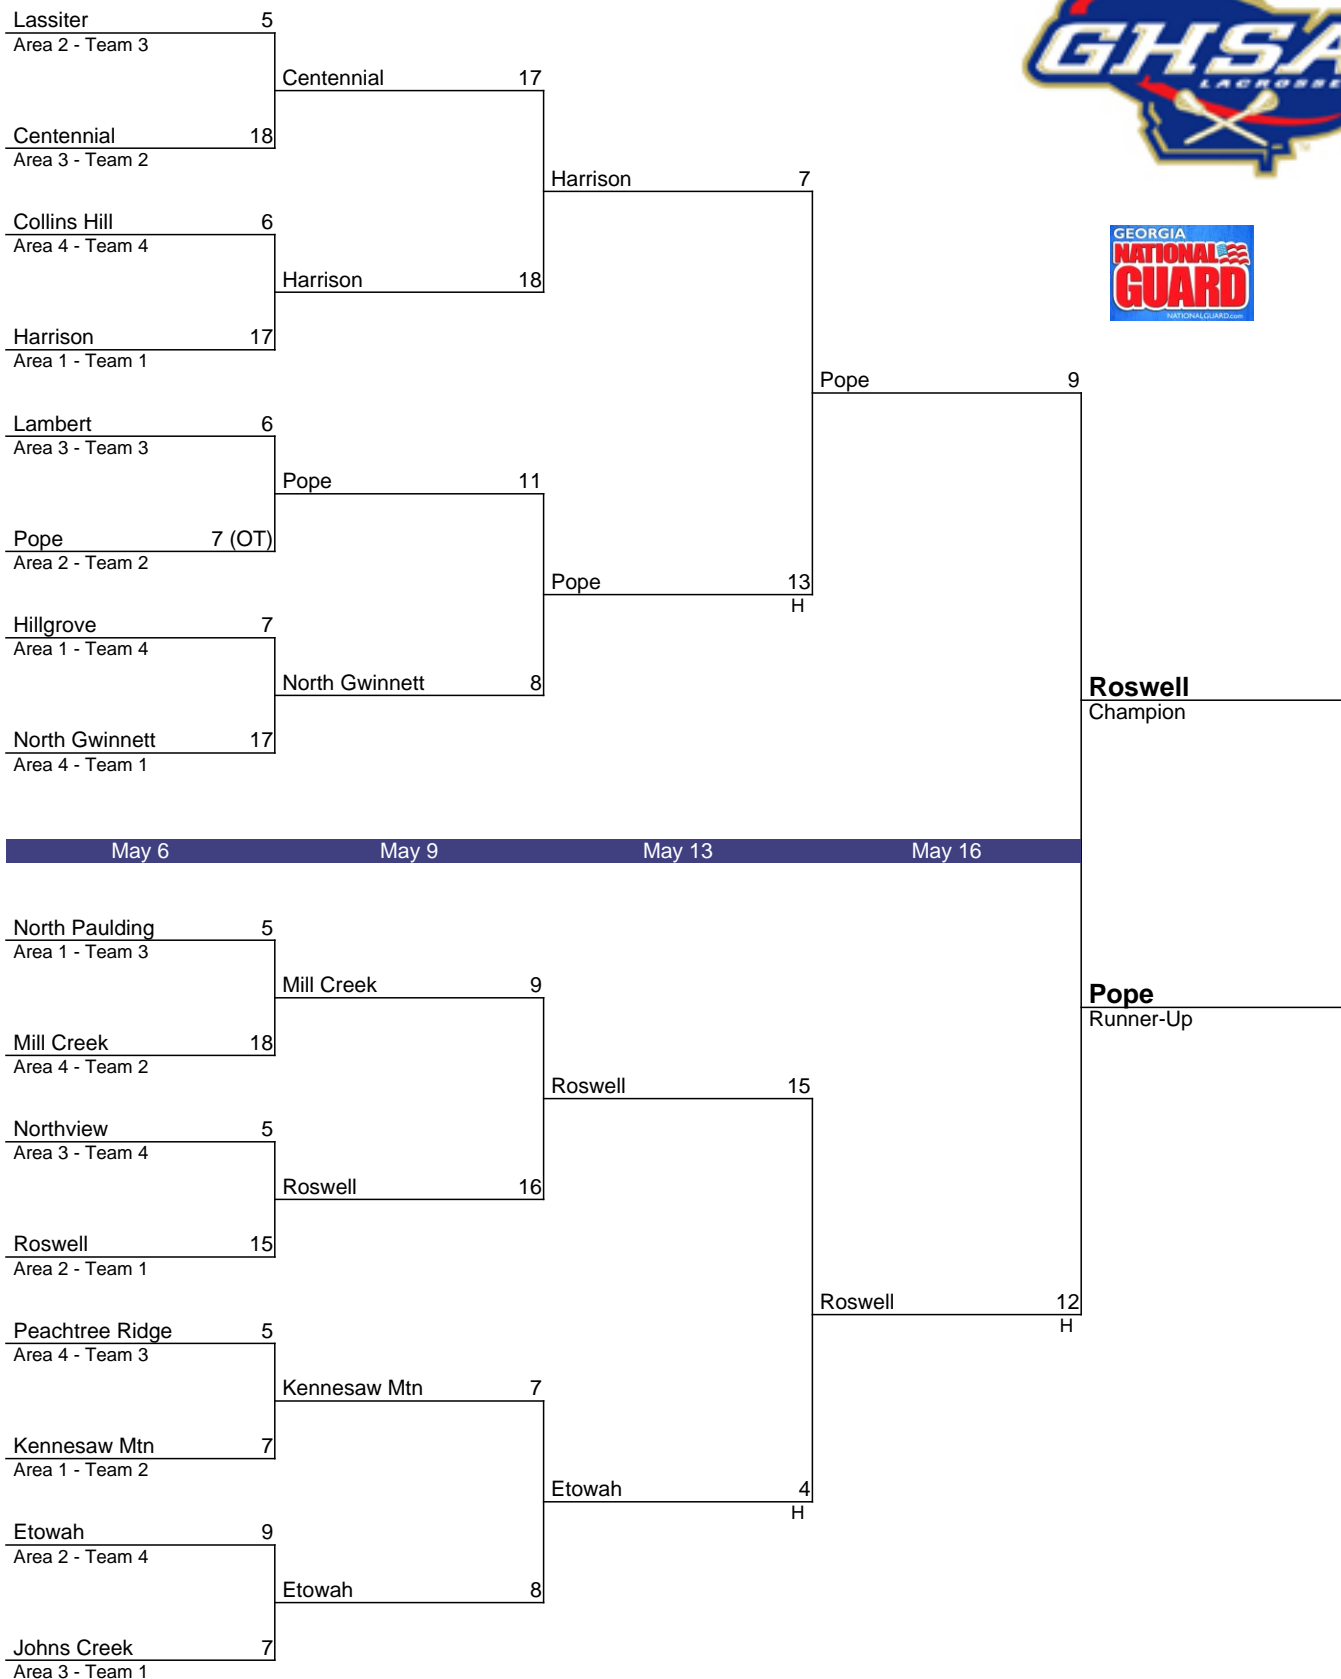 Lassiter 5
Area 2 - Team 3
Centennial 17
Centennial 18
Area 3 - Team 2
Harrison 7
Collins Hill 6
Area 4 - Team 4
Harrison 18
Harrison 17
Area 1 - Team 1
Pope 9
Lambert 6
Area 3 - Team 3
Pope 11
Pope 7 (OT)
Area 2 - Team 2
Pope 13
H
Hillgrove 7
Area 1 - Team 4
North Gwinnett 8
North Gwinnett 17
Area 4 - Team 1
GHSA
LACROSSE
GEORGIA
NATIONAL
GUARD
NATIONALGUARD.com
Roswell
Champion
May 6 May 9 May 13 May 16
North Paulding 5
Area 1 - Team 3
Mill Creek 9
Pope
Runner-Up
Mill Creek 18
Area 4 - Team 2
Roswell 15
Northview 5
Area 3 - Team 4
Roswell 16
Roswell 15
Area 2 - Team 1
Roswell 12
H
Peachtree Ridge 5
Area 4 - Team 3
Kennesaw Mtn 7
Kennesaw Mtn 7
Area 1 - Team 2
Etowah 4
H
Etowah 9
Area 2 - Team 4
Etowah 8
Johns Creek 7
Area 3 - Team 1